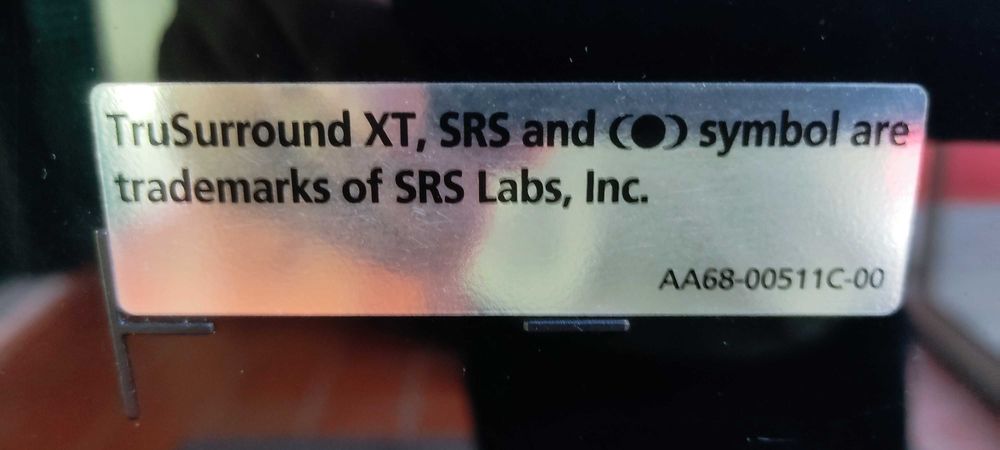 TruSurround XT, SRS and (●) symbol are
trademarks of SRS Labs, Inc.
AA68-00511C-00